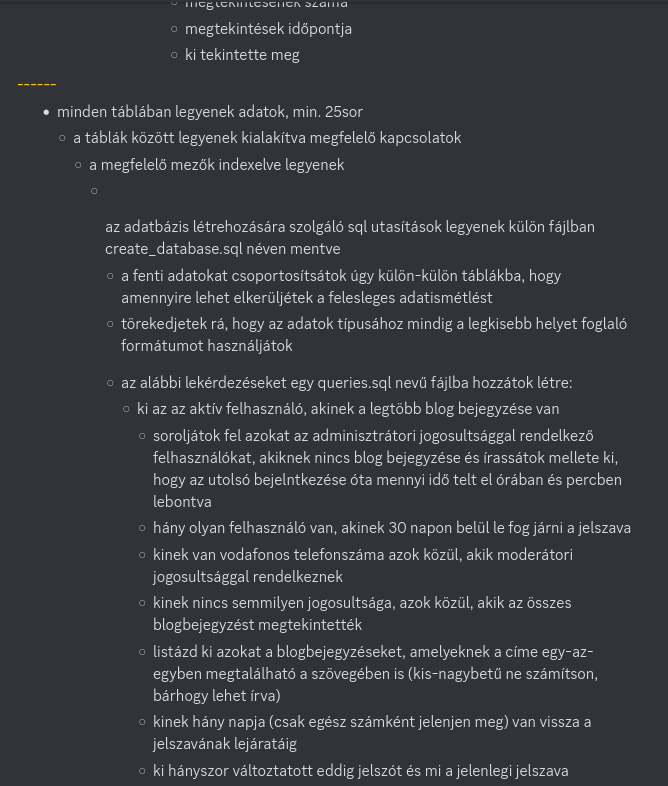 megtekintésének száma
megtekintések időpontja
ki tekintette meg
------
minden táblában legyenek adatok, min. 25sor
a táblák között legyenek kialakítva megfelelő kapcsolatok
a megfelelő mezők indexelve legyenek
az adatbázis létrehozására szolgáló sql utasítások legyenek külön fájlban
create_database.sql néven mentve
a fenti adatokat csoportosítsátok úgy külön-külön táblákba, hogy
amennyire lehet elkerüljétek a felesleges adatismétlést
törekedjetek rá, hogy az adatok típusához mindig a legkisebb helyet foglaló
formátumot használjátok
az alábbi lekérdezéseket egy queries.sql nevű fájlba hozzátok létre:
ki az az aktív felhasználó, akinek a legtöbb blog bejegyzése van
soroljátok fel azokat az adminisztrátori jogosultsággal rendelkező
felhasználókat, akiknek nincs blog bejegyzése és írassátok mellete ki,
hogy az utolsó bejelntkezése óta mennyi idő telt el órában és percben
lebontva
hány olyan felhasználó van, akinek 30 napon belül le fog járni a jelszava
kinek van vodafonos telefonszáma azok közül, akik moderátori
jogosultsággal rendelkeznek
kinek nincs semmilyen jogosultsága, azok közül, akik az összes
blogbejegyzést megtekintették
listázd ki azokat a blogbejegyzéseket, amelyeknek a címe egy-az-
egyben megtalálható a szövegében is (kis-nagybetű ne számítson,
bárhogy lehet írva)
kinek hány napja (csak egész számként jelenjen meg) van vissza a
jelszavának lejáratáig
ki hányszor változtatott eddig jelszót és mi a jelenlegi jelszava